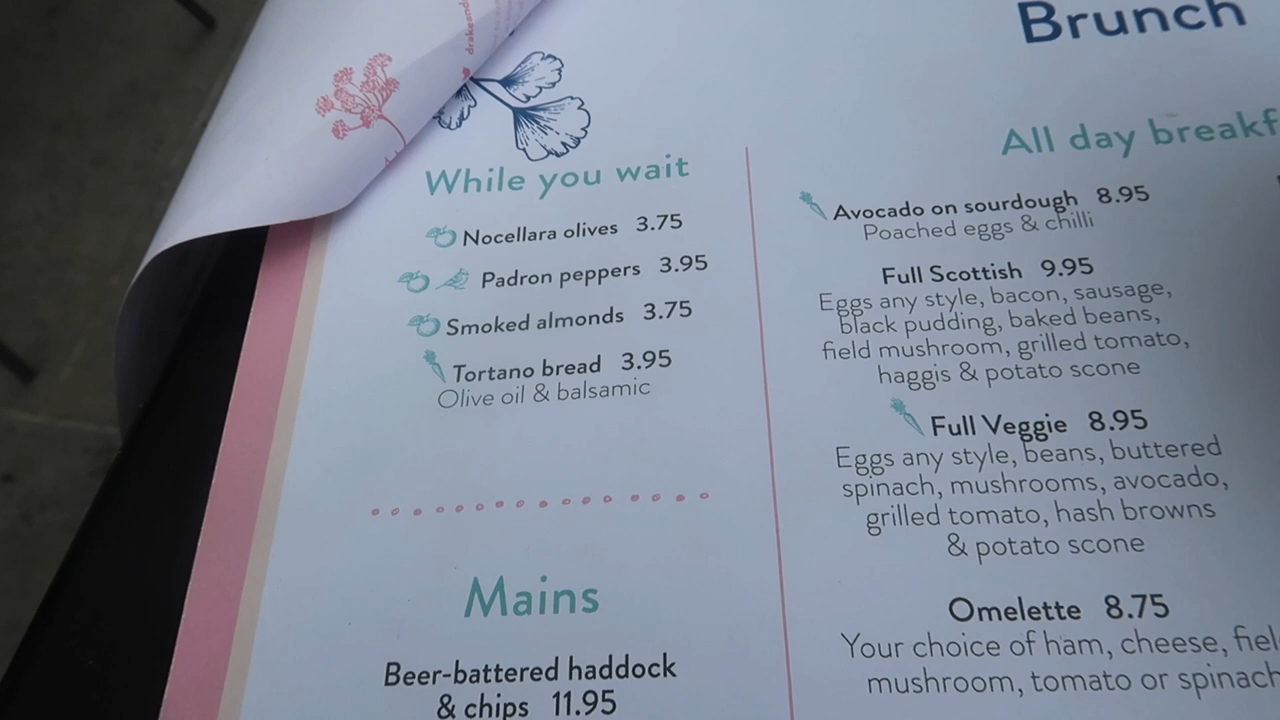 drakeand
Brunch
While you wait
Nocellara olives 3.75
Padron peppers 3.95
Smoked almonds 3.75
Tortano bread 3.95
Olive oil & balsamic
Mains
Beer-battered haddock
& chips 11.95
All day breakf
Avocado on sourdough 8.95
Poached eggs & chilli
Full Scottish 9.95
Eggs any style, bacon, sausage,
black pudding, baked beans,
field mushroom, grilled tomato,
haggis & potato scone
Full Veggie 8.95
Eggs any style, beans, buttered
spinach, mushrooms, avocado,
grilled tomato, hash browns
& potato scone
Omelette 8.75
Your choice of ham, cheese, fiel
mushroom, tomato or spinach